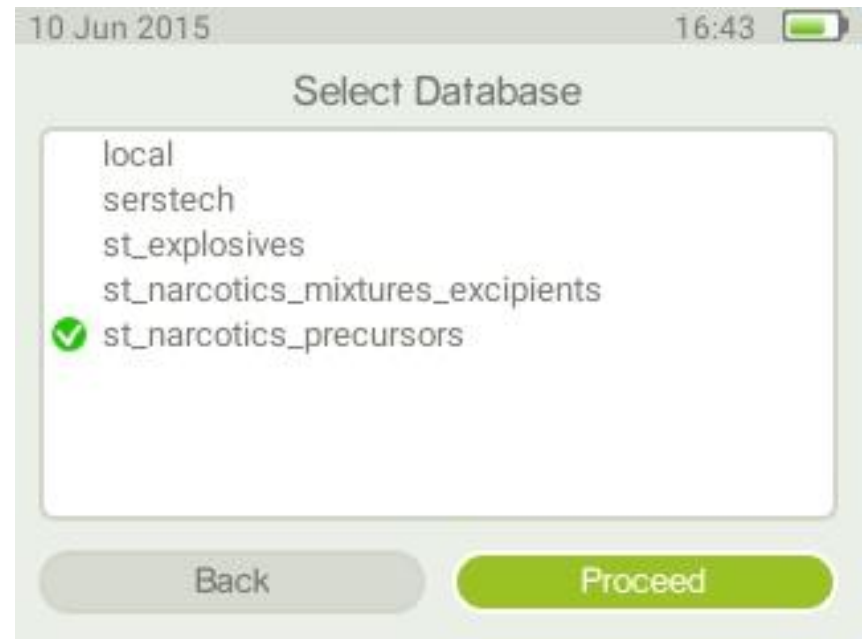 10 Jun 2015 16:43
Select Database
local
serstech
st_explosives
st_narcotics_mixtures_excipients
st_narcotics_precursors
Back Proceed